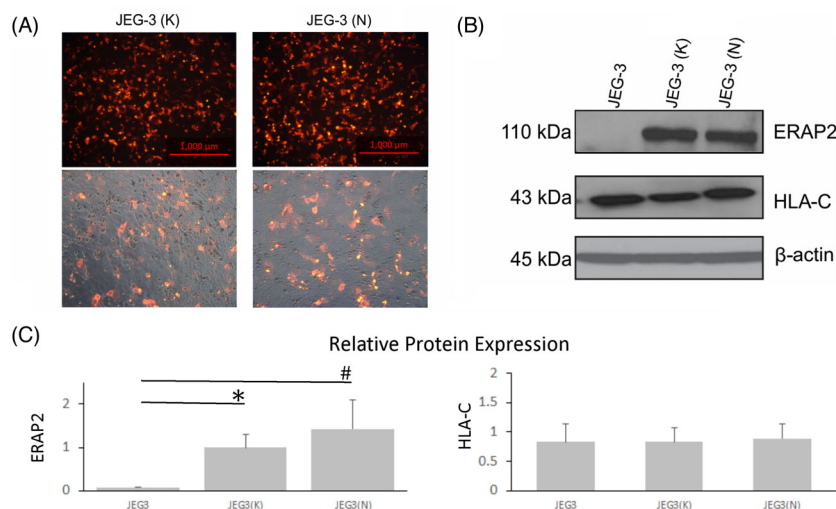 (A)
JEG-3 (K)
JEG-3 (N)
1,000 µm
1,000 µm
(B)
JEG-3
JEG-3 (K)
JEG-3 (N)
110 kDa
ERAP2
43 kDa
HLA-C
45 kDa
β-actin
(C)
Relative Protein Expression
ERAP2
2
1
0
*
#
JEG3
JEG3(K)
JEG3(N)
HLA-C
2
1.5
1
0.5
0
JEG3
JEG3(K)
JEG3(N)